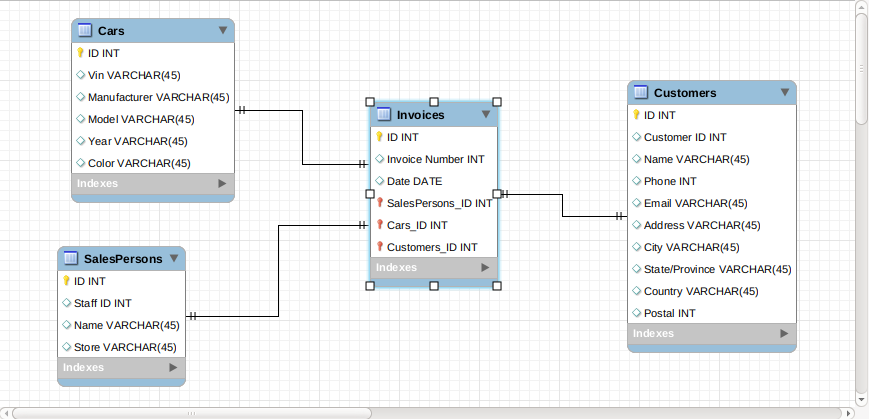 Cars
ID INT
Vin VARCHAR(45)
Manufacturer VARCHAR(45)
Model VARCHAR(45)
Year VARCHAR(45)
Color VARCHAR(45)
Indexes
SalesPersons
ID INT
Staff ID INT
Name VARCHAR(45)
Store VARCHAR(45)
Indexes
Invoices
ID INT
Invoice Number INT
Date DATE
SalesPersons_ID INT
Cars_ID INT
Customers_ID INT
Indexes
Customers
ID INT
Customer ID INT
Name VARCHAR(45)
Phone INT
Email VARCHAR(45)
Address VARCHAR(45)
City VARCHAR(45)
State/Province VARCHAR(45)
Country VARCHAR(45)
Postal INT
Indexes